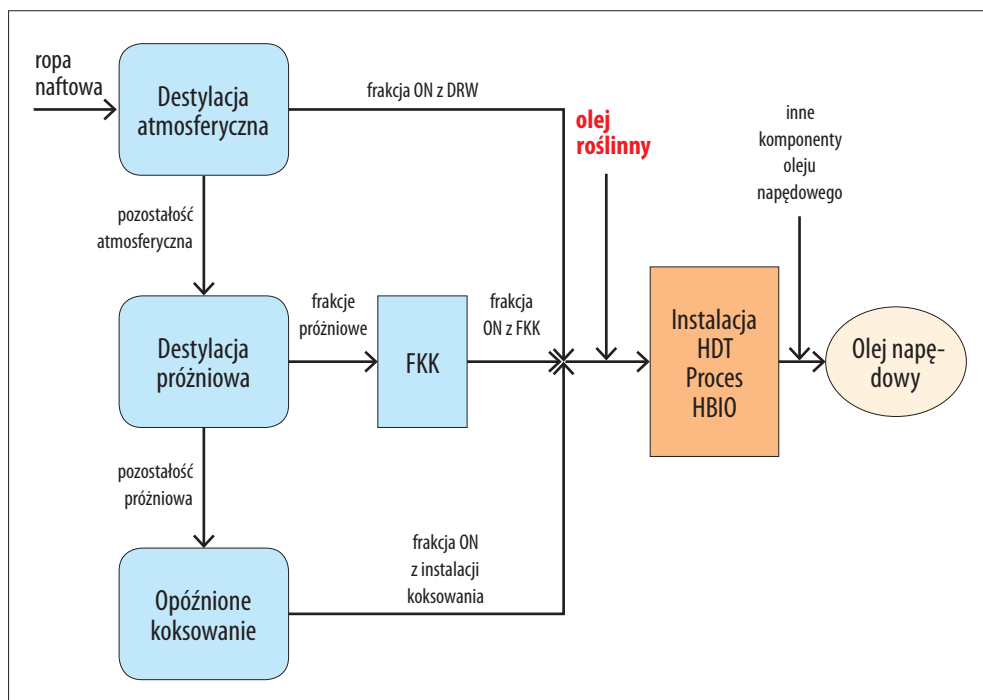 ropa
naftowa
Destylacja
atmosferyczna
frakcja ON z DRW
olej
roślinny
inne
komponenty
oleju
napędowego
pozostałość
atmosferyczna
Destylacja
próżniowa
frakcje
próżniowe
FKK
frakcja
ON z FKK
Instalacja
HDT
Proces
HBIO
Olej napę-
dowy
pozostałość
próżniowa
Opóźnione
koksowanie
frakcja ON
z instalacji
koksowania